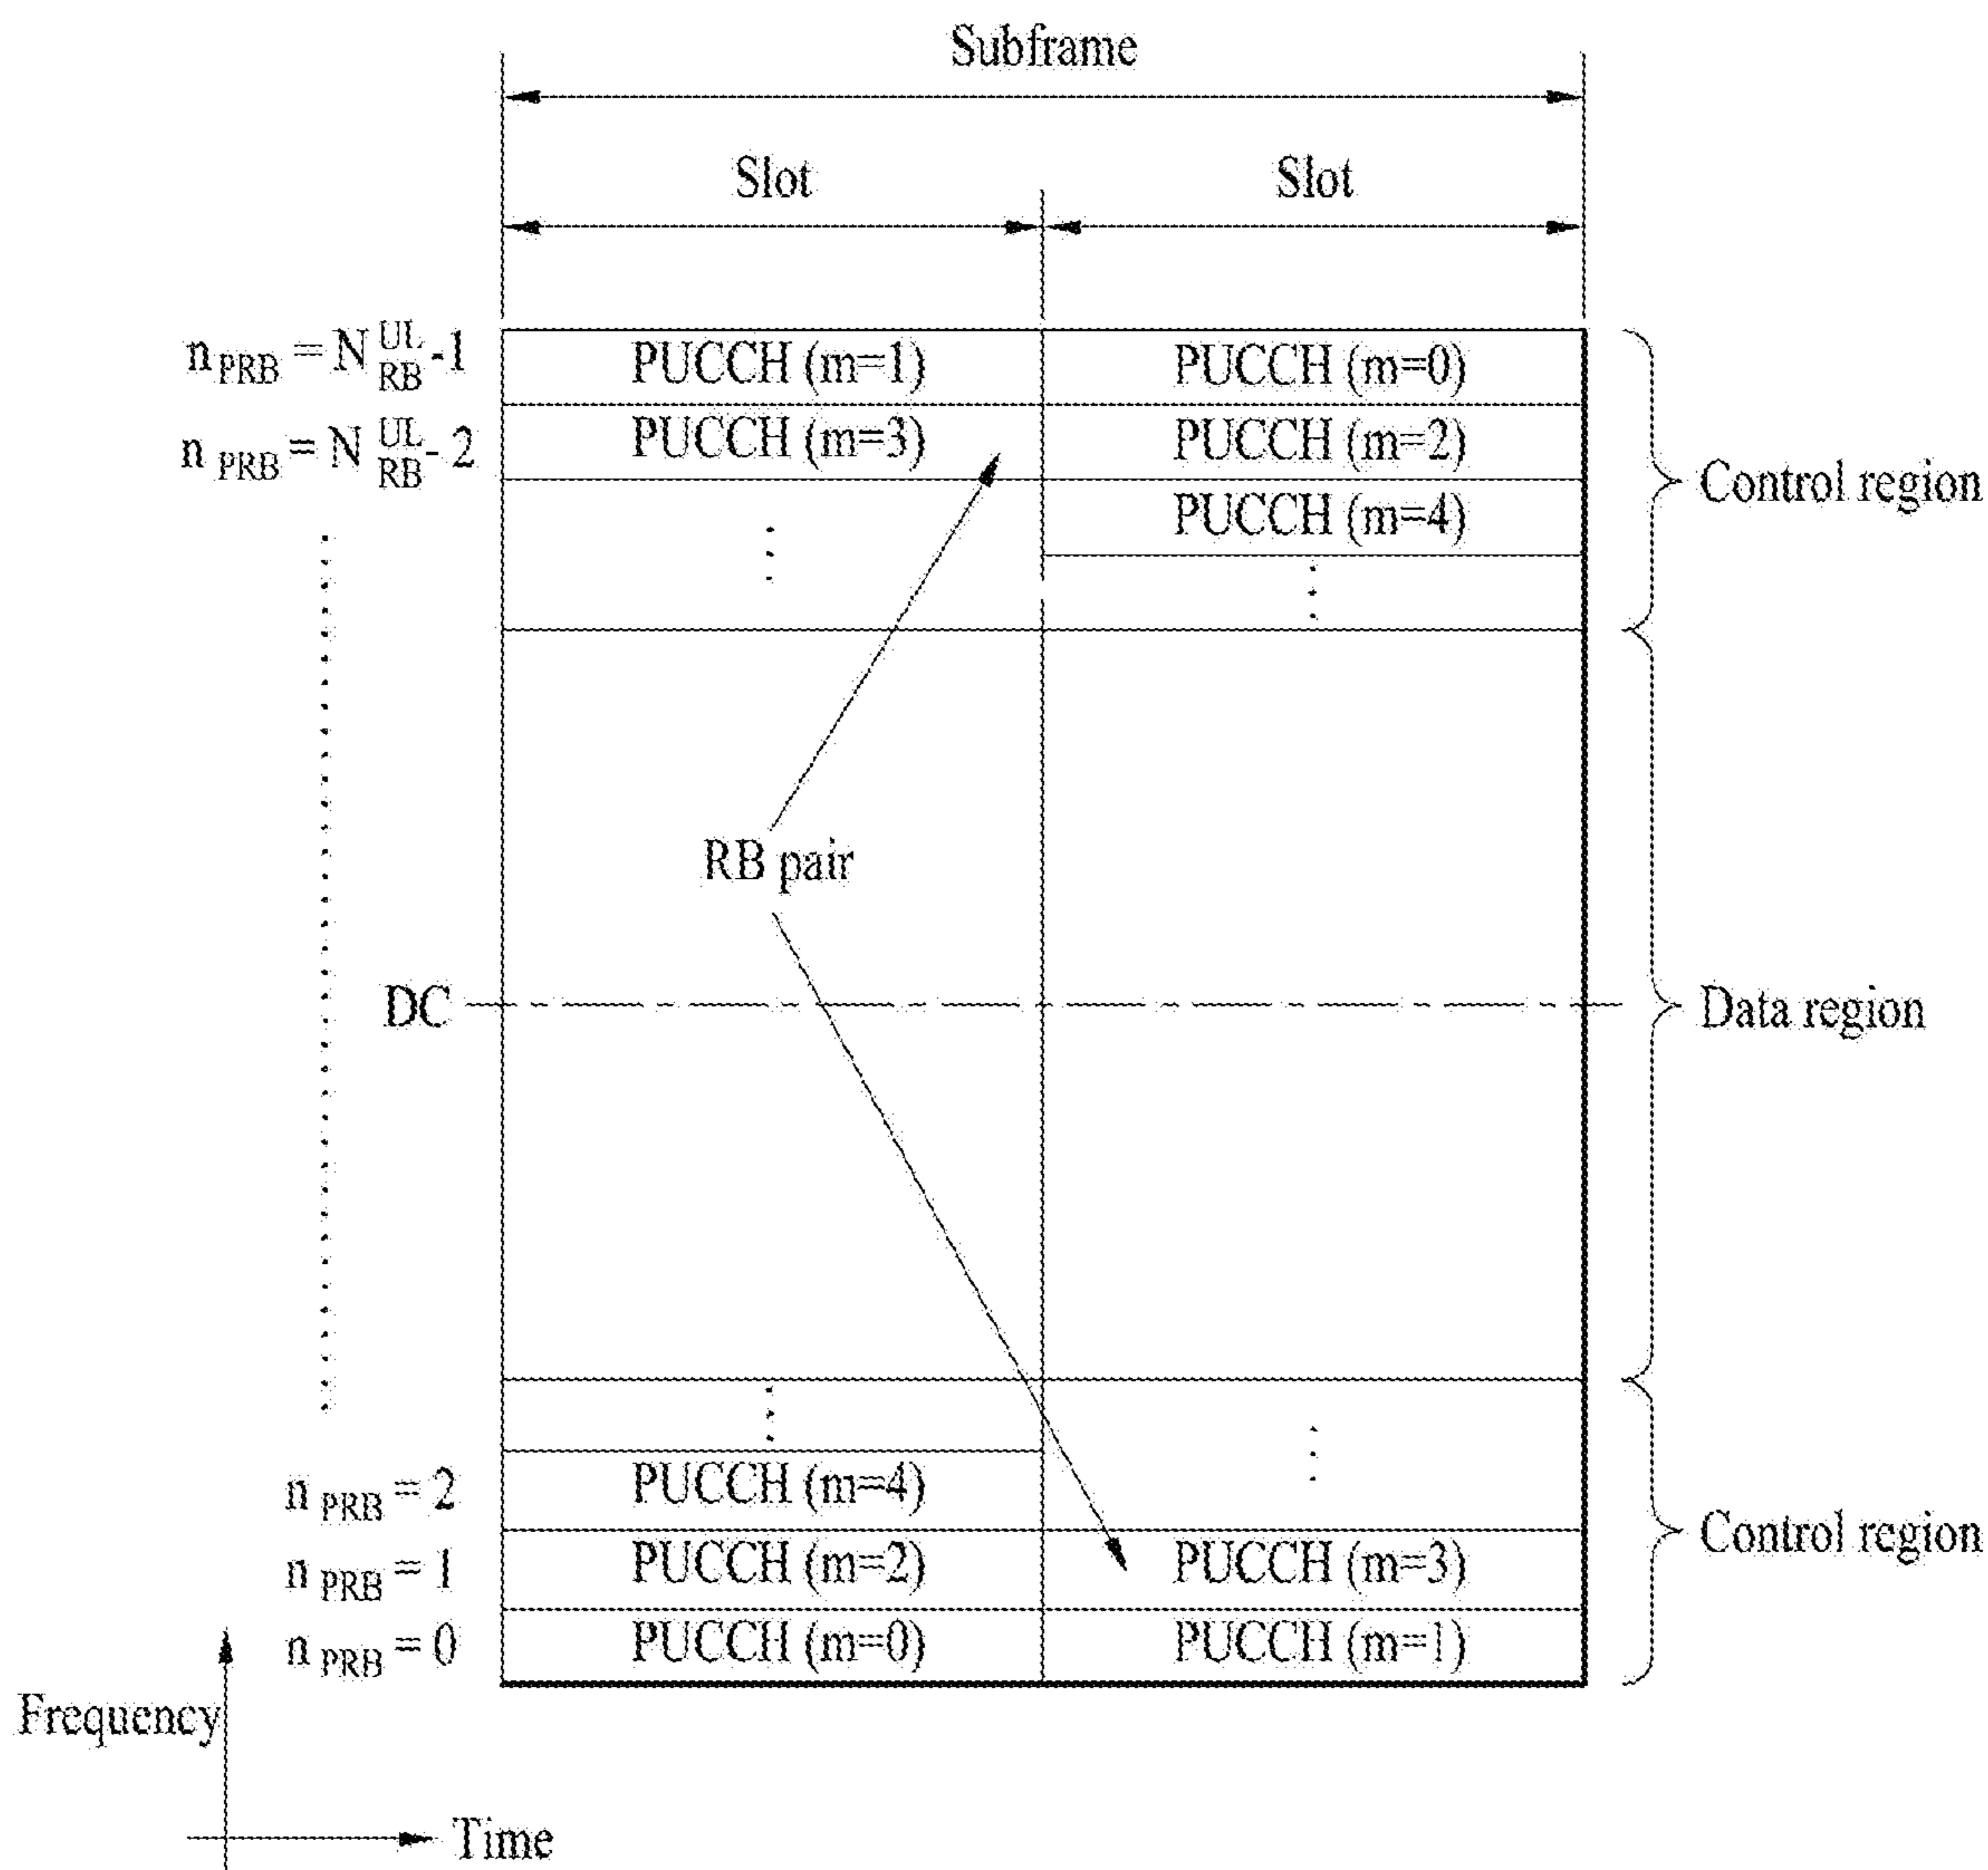 Subframe
Slot Slot
n PRB = N UL RB -1 PUCCH (m=1) PUCCH (m=0)
n PRB = N UL RB - 2 PUCCH (m=3) PUCCH (m=2)
Control region
PUCCH (m=4)
RB pair
DC
Data region
n PRB = 2 PUCCH (m=4)
Control region
n PRB = 1 PUCCH (m=2) PUCCH (m=3)
n PRB = 0 PUCCH (m=0) PUCCH (m=1)
Frequency
Time